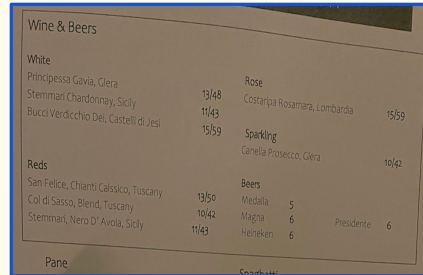 Wine & Beers
White
Principessa Gavia, Glera 13/48
Stemmari Chardonnay, Sicily 11/43
Bucci Verdicchio Dei, Castelli di Jesi 15/59
Rose
Costaripa Rosamara, Lombardia 15/59
Sparkling
Canella Prosecco, Glera 10/42
Reds
San Felice, Chianti Calssico, Tuscany 13/50
Col di Sasso, Blend, Tuscany 10/42
Stemmari, Nero D' Avola, Sicily 11/43
Beers
Medalla 5
Magna 6
Presidente 6
Heineken 6
Pane
Spaghetti